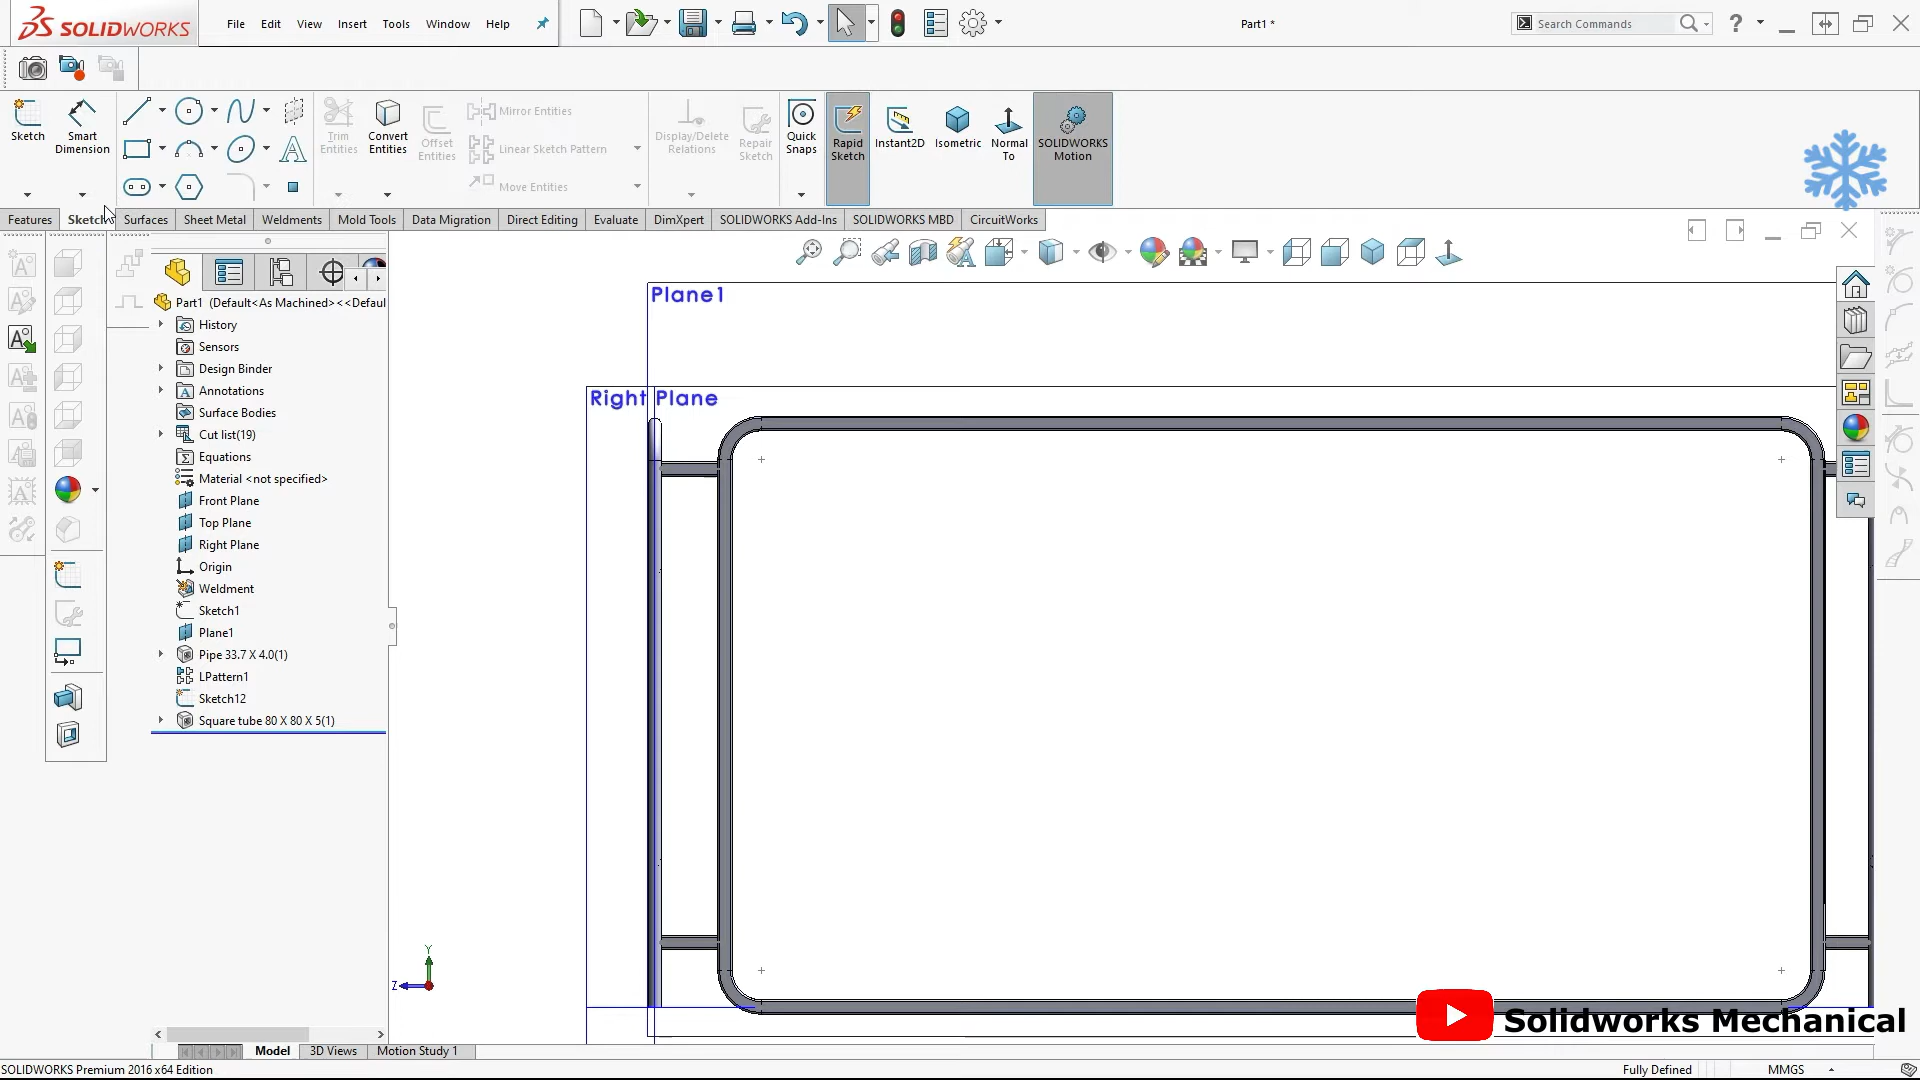 SOLIDWORKS
File Edit View Insert Tools Window Help
Part1 *
Search Commands
Sketch
Smart Dimension
Trim Entities
Convert Entities
Offset Entities
Mirror Entities
Linear Sketch Pattern
Move Entities
Display/Delete Relations
Repair Sketch
Quick Snaps
Rapid Sketch
Instant2D
Isometric
Normal To
SOLIDWORKS Motion
Features Sketch Surfaces Sheet Metal Weldments Mold Tools Data Migration Direct Editing Evaluate DimXpert SOLIDWORKS Add-Ins SOLIDWORKS MBD CircuitWorks
Part1 (Default<As Machined><<Defaul
History
Sensors
Design Binder
Annotations
Surface Bodies
Cut list(19)
Equations
Material <not specified>
Front Plane
Top Plane
Right Plane
Origin
Weldment
Sketch1
Plane1
Pipe 33.7 X 4.0(1)
LPattern1
Sketch12
Square tube 80 X 80 X 5(1)
Plane1
Right Plane
Y
Z
Solidworks Mechanical
Model 3D Views Motion Study 1
SOLIDWORKS Premium 2016 x64 Edition
Fully Defined
MMGS